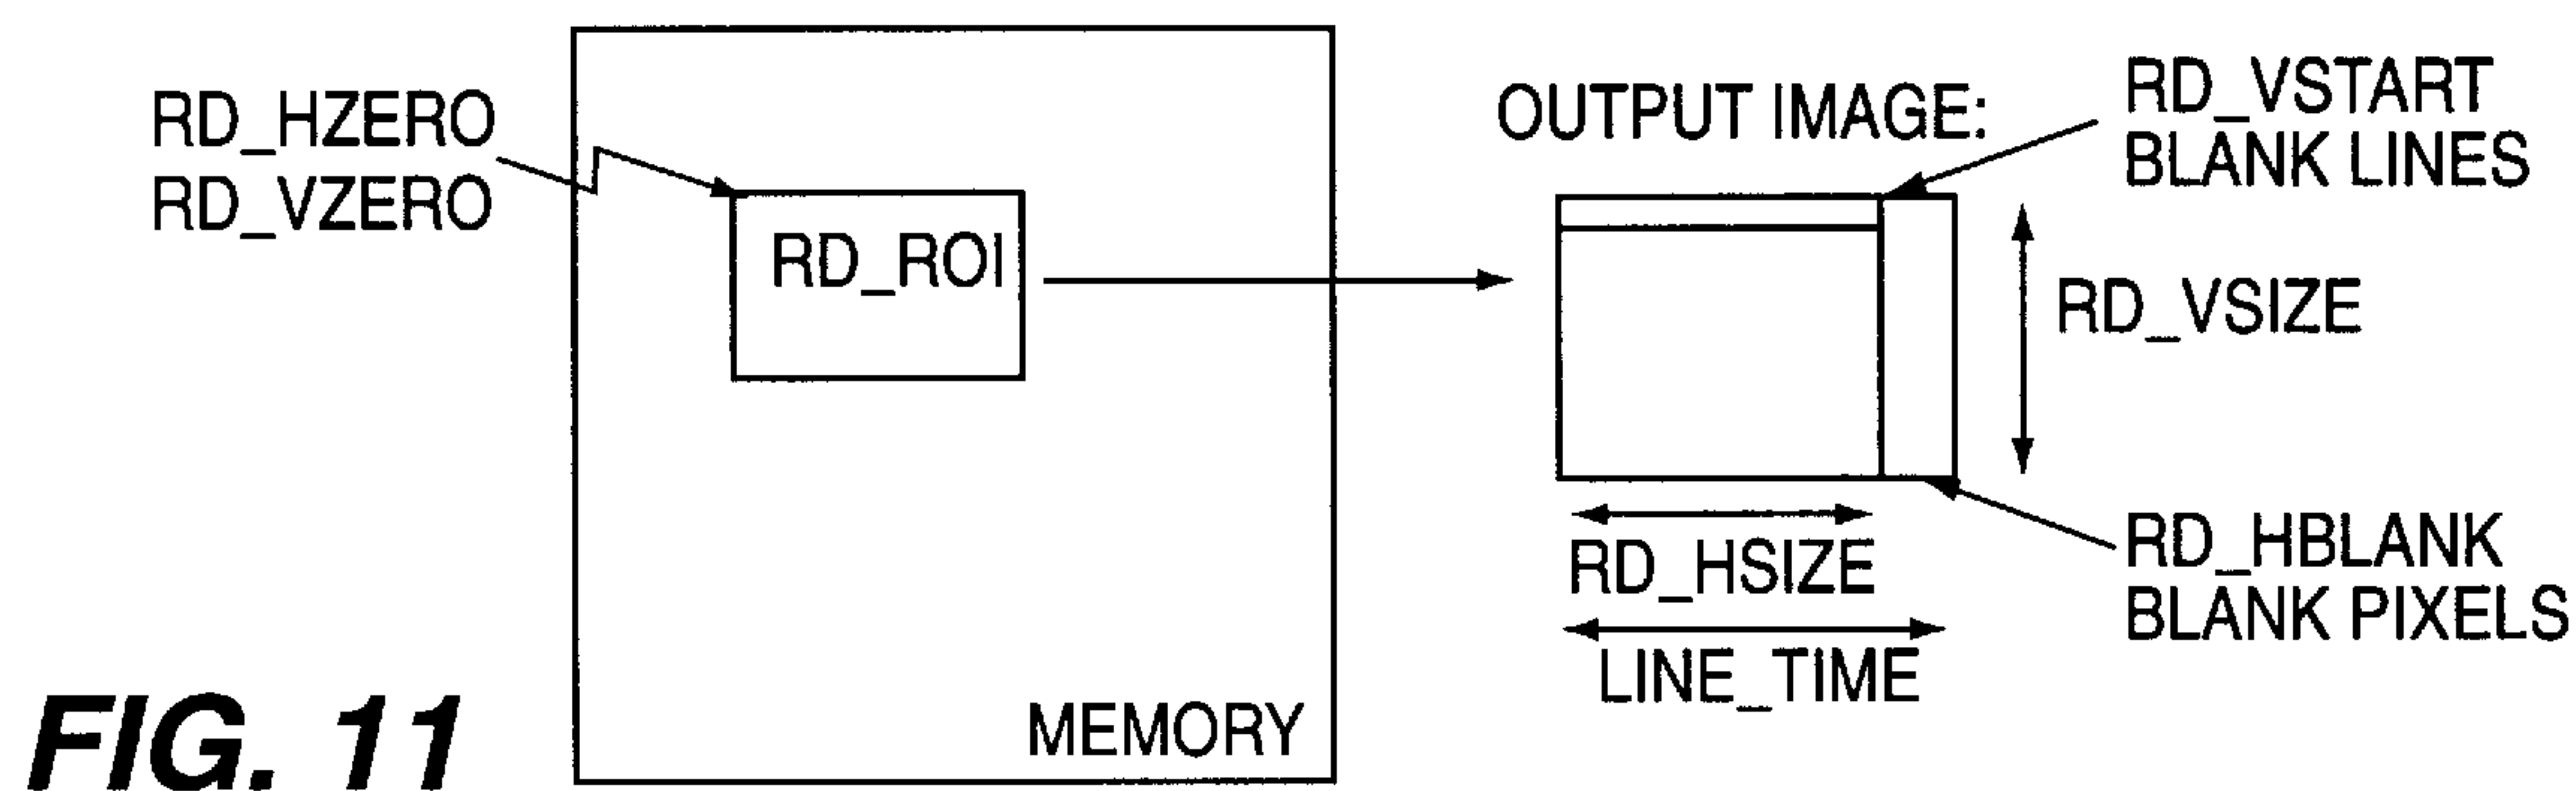 RD_HZERO
RD_VZERO
RD_ROI
MEMORY
OUTPUT IMAGE:
RD_VSTART
BLANK LINES
RD_VSIZE
RD_HSIZE
LINE_TIME
RD_HBLANK
BLANK PIXELS
FIG. 11